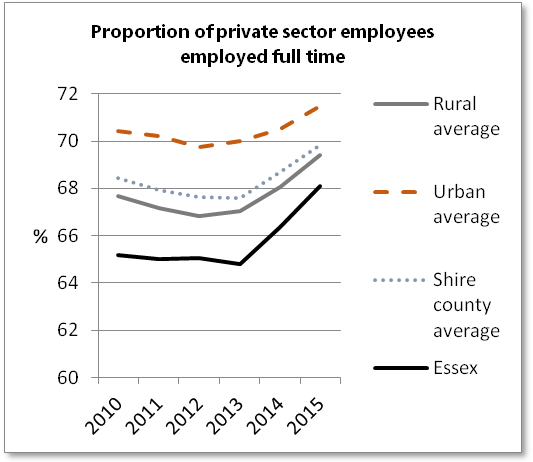 Proportion of private sector employees
employed full time
72
70
68
66
64
62
60
%
2010
2011
2012
2013
2014
2015
Rural
average
Urban
average
Shire
county
average
Essex